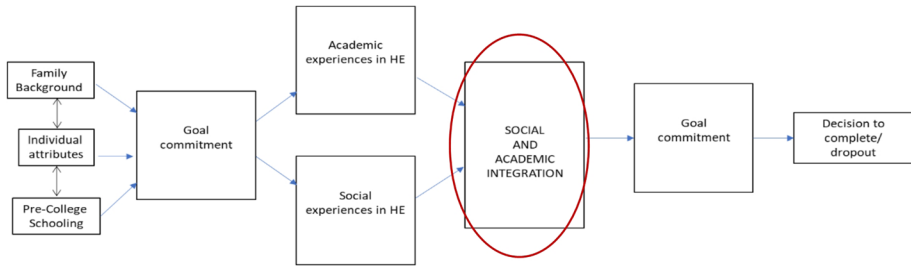 Family
Background
Individual
attributes
Pre-College
Schooling
Goal
commitment
Academic
experiences in HE
Social
experiences in HE
SOCIAL
AND
ACADEMIC
INTEGRATION
Goal
commitment
Decision to
complete/
dropout